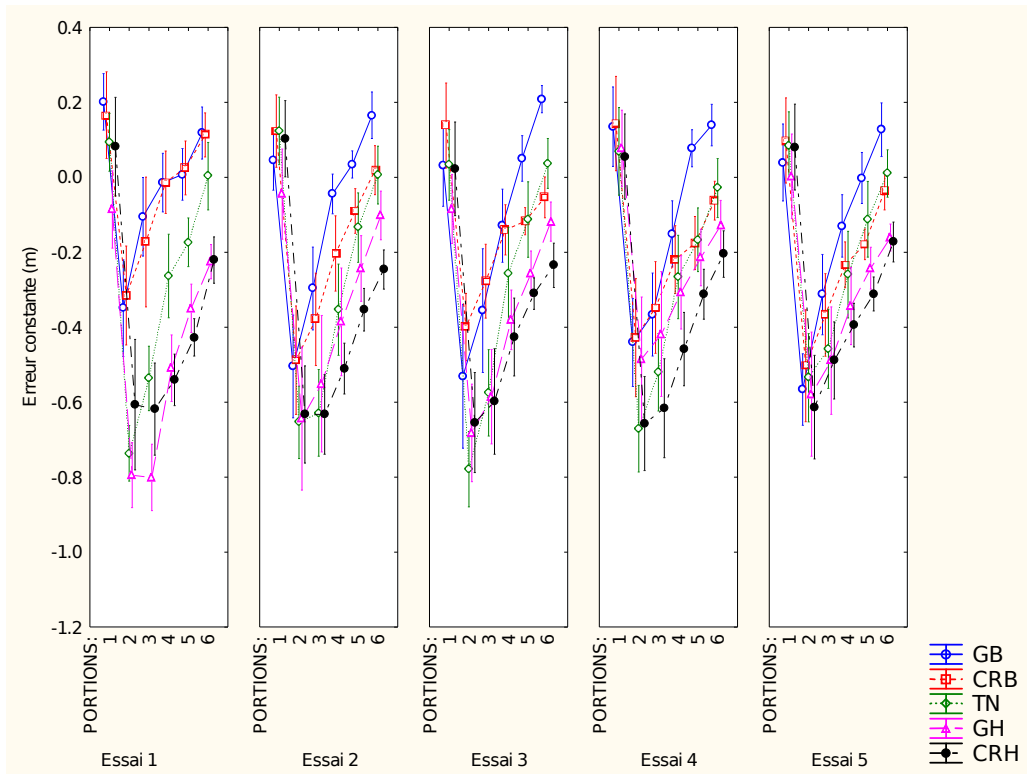 Erreur constante (m)
0.4
0.2
0.0
-0.2
-0.4
-0.6
-0.8
-1.0
-1.2
PORTIONS:: 1 2 3 4 5 6
PORTIONS:: 1 2 3 4 5 6
PORTIONS:: 1 2 3 4 5 6
PORTIONS:: 1 2 3 4 5 6
PORTIONS:: 1 2 3 4 5 6
Essai 1
Essai 2
Essai 3
Essai 4
Essai 5
GB
CRB
TN
GH
CRH